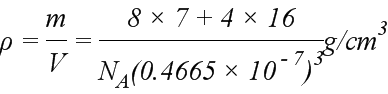 ρ = m/V = (8 × 7 + 4 × 16)/(N_A(0.4665 × 10^{-7})^3) g/cm^3